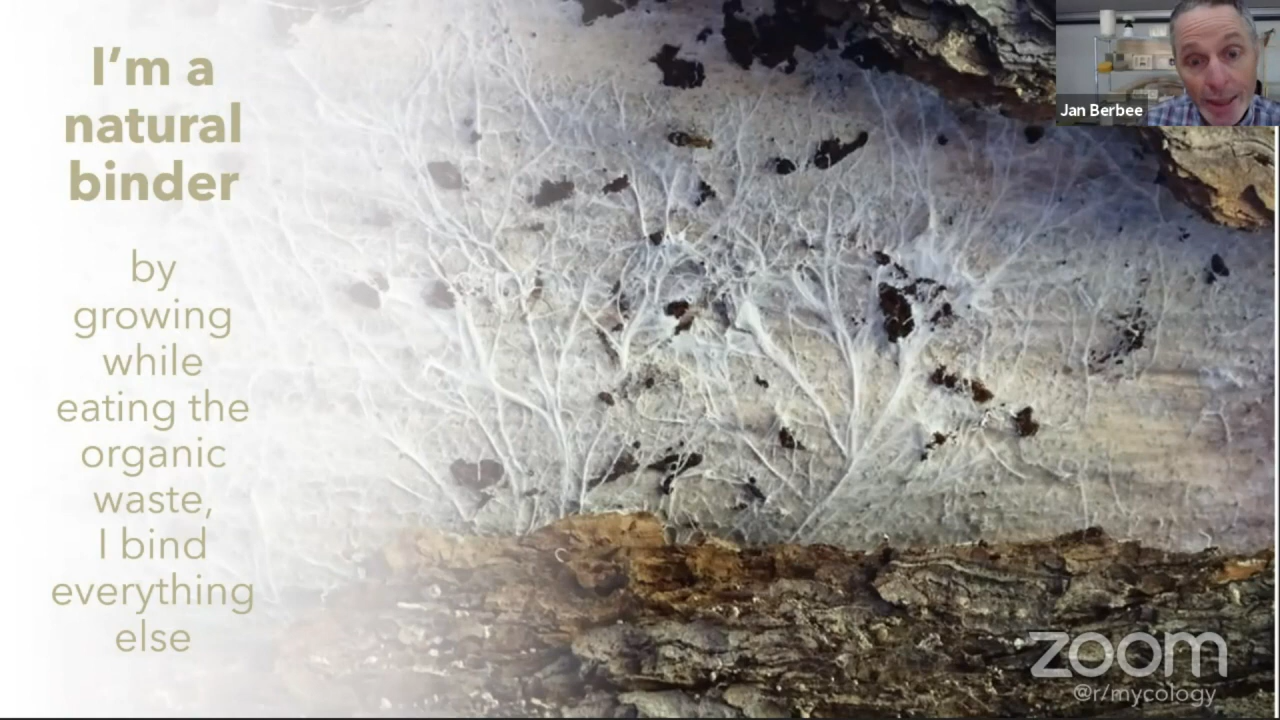 I'm a
natural
binder
by
growing
while
eating the
organic
waste,
I bind
everything
else
Jan Berbee
zoom
@r/mycology